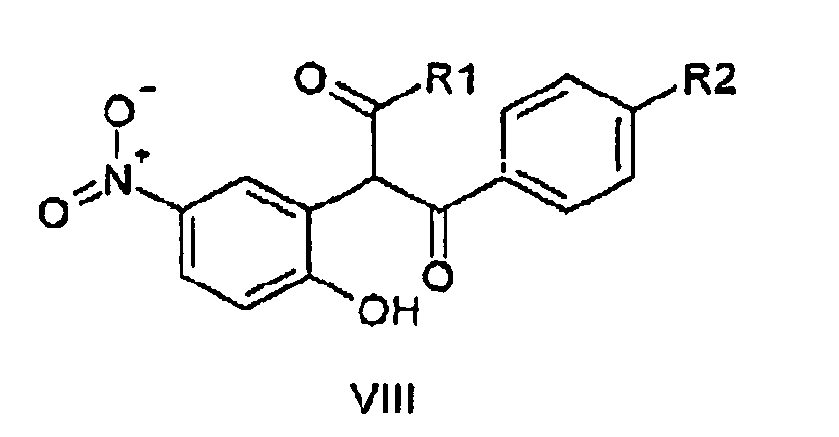 O R1 R2
O -
N +
O
O
OH
VIII